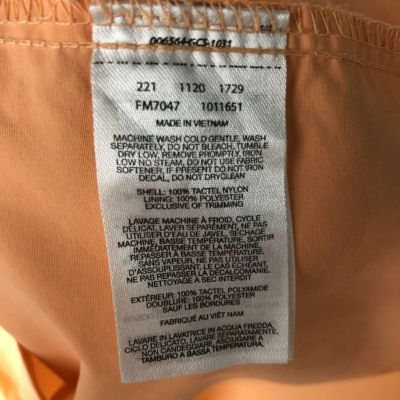 006564-GCS-1031
221 1120 1729
FM7047 1011651
MADE IN VIETNAM
MACHINE WASH COLD GENTLE, WASH
SEPARATELY, DO NOT BLEACH, TUMBLE
DRY LOW, REMOVE PROMPTLY, IRON
LOW NO STEAM, DO NOT USE FABRIC
SOFTENER, IF PRESENT DO NOT IRON
DECAL, DO NOT DRYCLEAN
SHELL: 100% TACTEL NYLON
LINING: 100% POLYESTER
EXCLUSIVE OF TRIMMING
LAVAGE MACHINE À FROID, CYCLE
DÉLICAT, LAVER SÉPARÉMENT, NE PAS
UTILISER D'EAU DE JAVEL, SÉCHAGE
MACHINE, BASSE TEMPÉRATURE, SORTIR
IMMÉDIATEMENT DE LA MACHINE
REPASSER À BASSE TEMPÉRATURE,
SANS VAPEUR, NE PAS UTILISER
D'ASSOUPLISSANT, LE CAS ÉCHÉANT,
NE PAS REPASSER LA DÉCALCOMANIE.
NE PAS NETTOYER À SEC
EXTÉRIEUR: 100% TACTEL POLYAMIDE
DOUBLURE: 100% POLYESTER
SAUF LES BORDURES
FABRIQUÉ AU VIÊT NAM
LAVARE IN LAVATRICE IN ACQUA FREDDA,
CICLO DELICATO, LAVARE SEPARATAMENTE,
NON CANDEGGIARE, ASCIUGARE A
TAMBURO A BASSA TEMPERATURA,